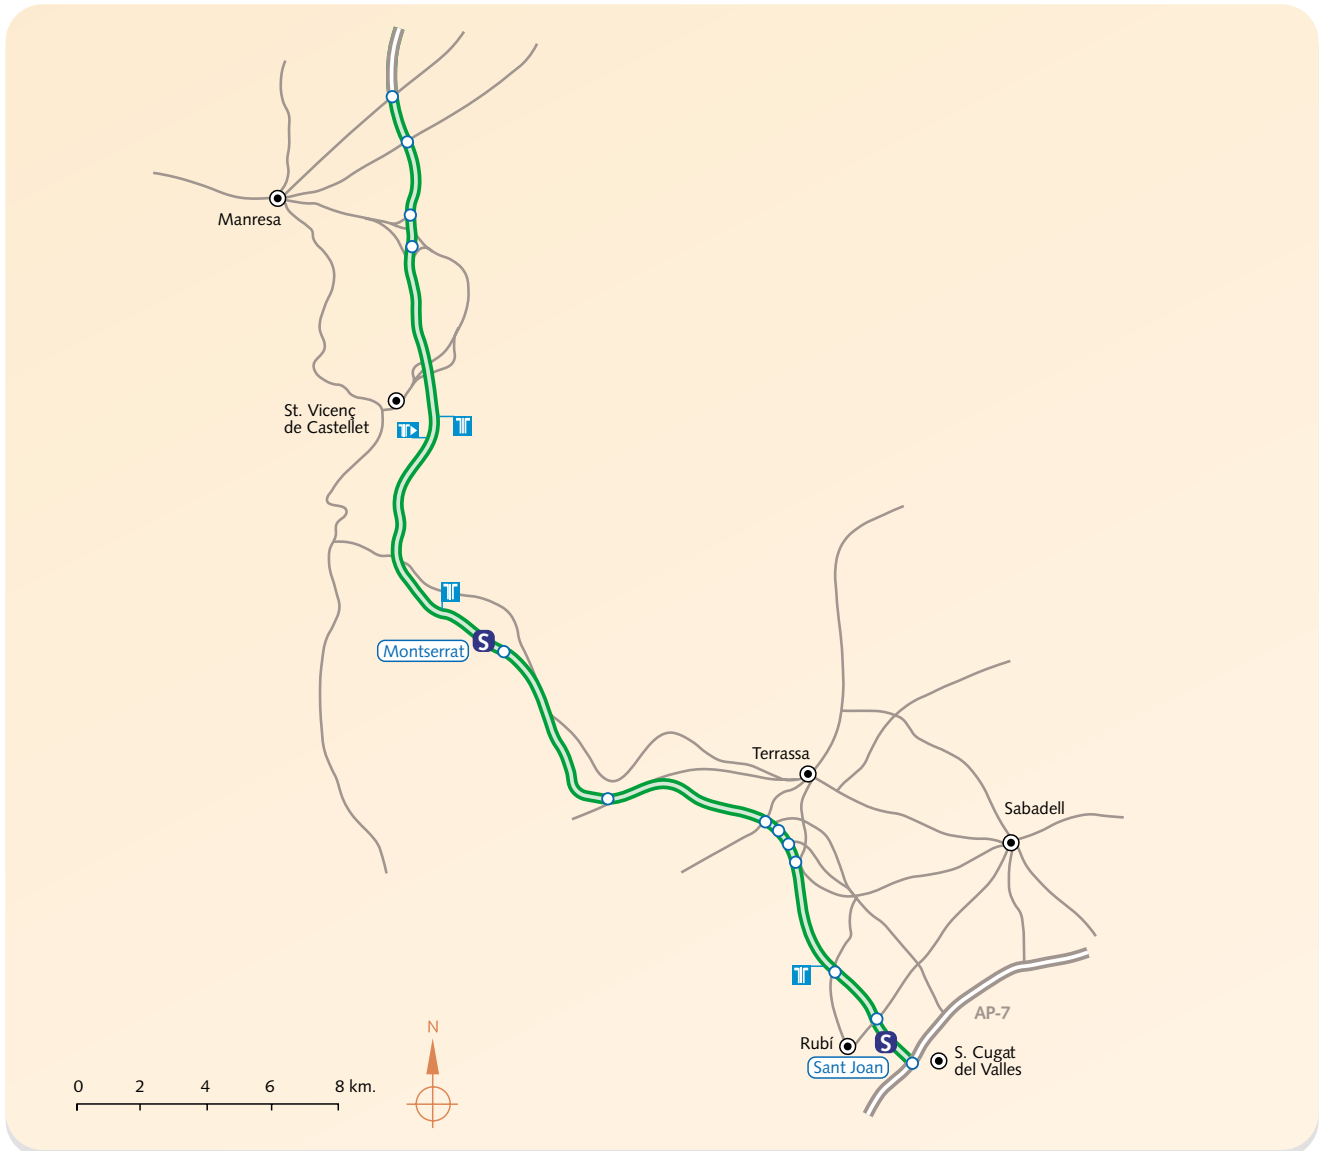 Manresa
St. Vicenç
de Castellet
T
S
Montserrat
Terrassa
Sabadell
AP-7
Rubí
S
Sant Joan
S. Cugat
del Valles
N
0 2 4 6 8 km.